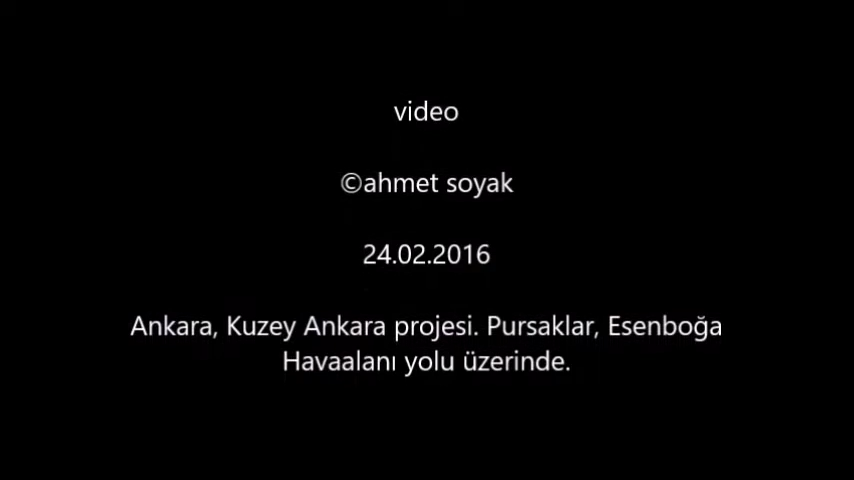 video
©ahmet soyak
24.02.2016
Ankara, Kuzey Ankara projesi. Pursaklar, Esenboğa
Havaalanı yolu üzerinde.